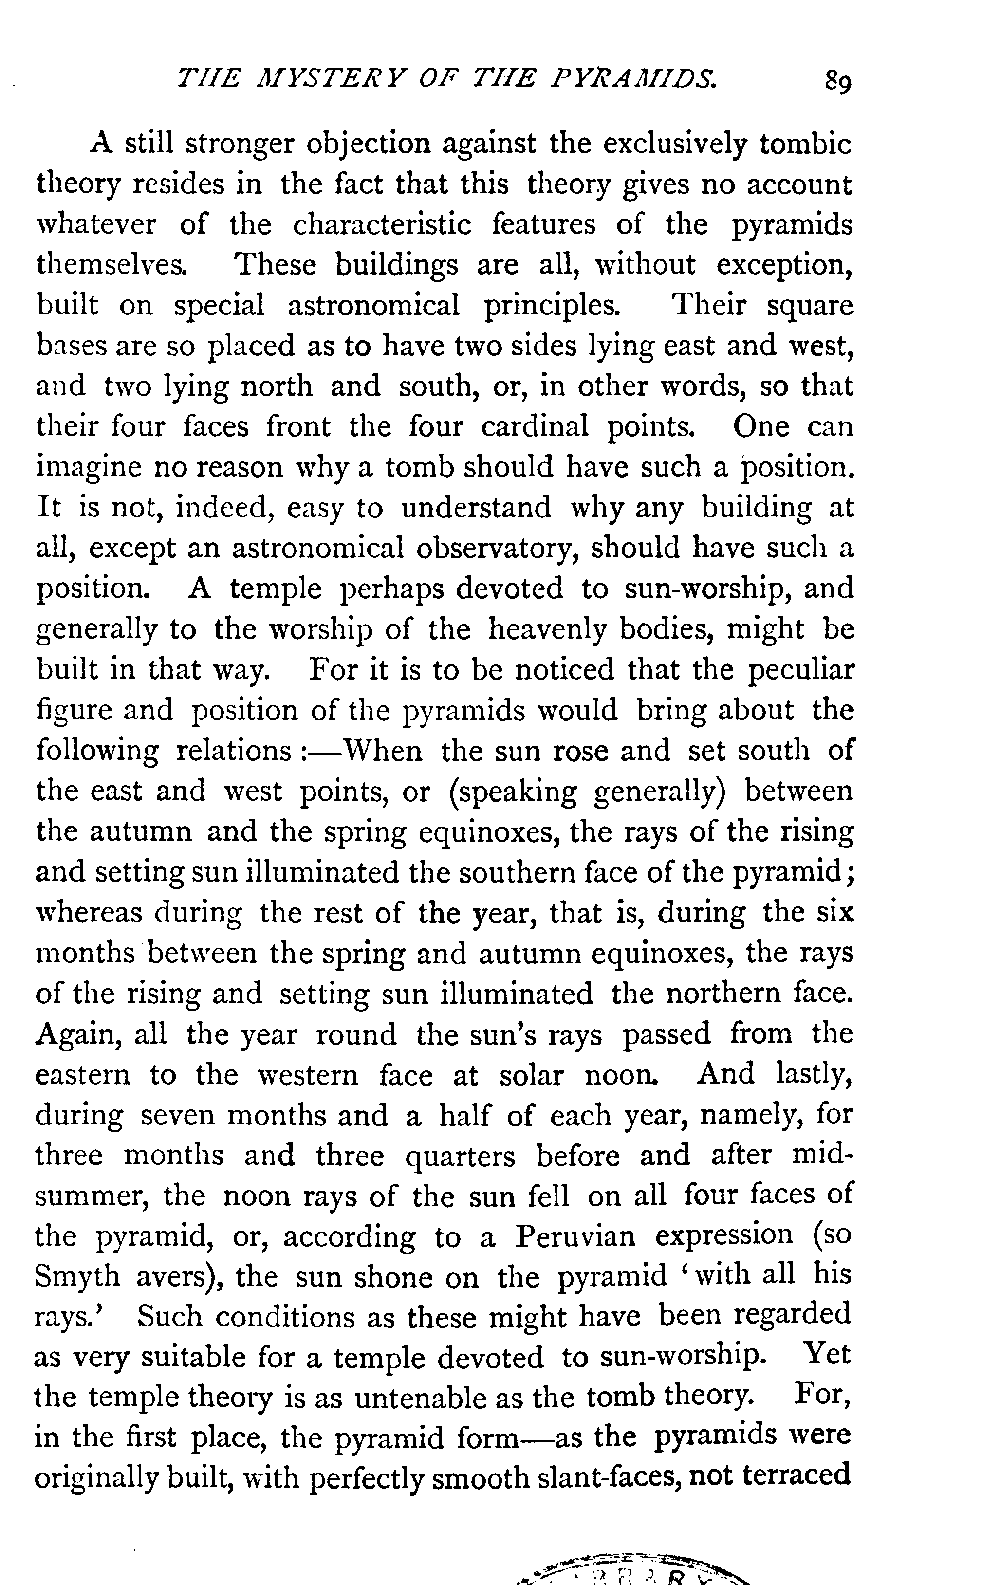 THE MYSTERY OF THE PYRAMIDS. 89
A still stronger objection against the exclusively tombic
theory resides in the fact that this theory gives no account
whatever of the characteristic features of the pyramids
themselves. These buildings are all, without exception,
built on special astronomical principles. Their square
bases are so placed as to have two sides lying east and west,
and two lying north and south, or, in other words, so that
their four faces front the four cardinal points. One can
imagine no reason why a tomb should have such a position.
It is not, indeed, easy to understand why any building at
all, except an astronomical observatory, should have such a
position. A temple perhaps devoted to sun-worship, and
generally to the worship of the heavenly bodies, might be
built in that way. For it is to be noticed that the peculiar
figure and position of the pyramids would bring about the
following relations :—When the sun rose and set south of
the east and west points, or (speaking generally) between
the autumn and the spring equinoxes, the rays of the rising
and setting sun illuminated the southern face of the pyramid;
whereas during the rest of the year, that is, during the six
months between the spring and autumn equinoxes, the rays
of the rising and setting sun illuminated the northern face.
Again, all the year round the sun's rays passed from the
eastern to the western face at solar noon. And lastly,
during seven months and a half of each year, namely, for
three months and three quarters before and after mid-
summer, the noon rays of the sun fell on all four faces of
the pyramid, or, according to a Peruvian expression (so
Smyth avers), the sun shone on the pyramid ‘with all his
rays.’ Such conditions as these might have been regarded
as very suitable for a temple devoted to sun-worship. Yet
the temple theory is as untenable as the tomb theory. For,
in the first place, the pyramid form—as the pyramids were
originally built, with perfectly smooth slant-faces, not terraced